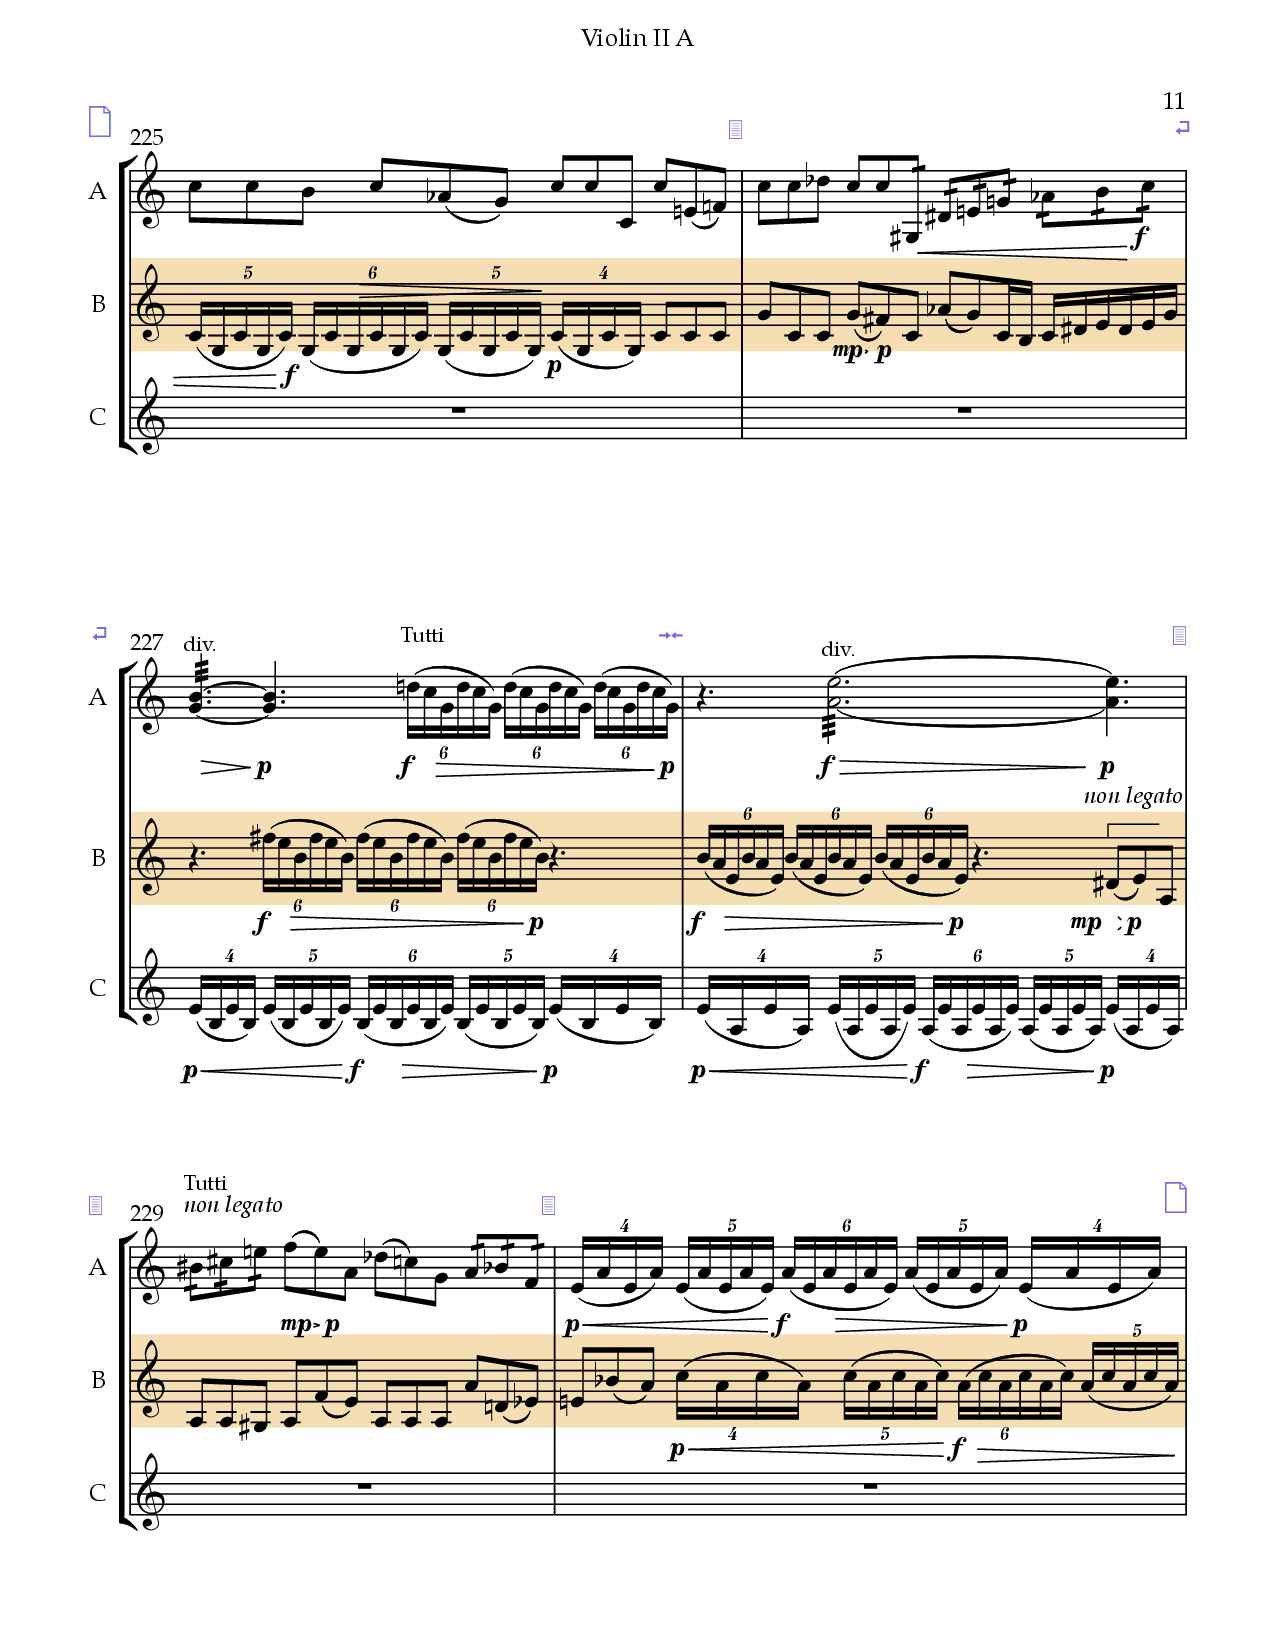 Violin II A
11
225
A
5 6 5 4
B
mp p
f p
f
C
227 div. Tutti div.
A
6 6 6
p f p f p
non legato
6 6 6
B
6 6 6
f p f p mp p
4 5 6 5 4 4 5 6 5 4
C
p f p p f p
Tutti
non legato
229
4 5 6 5 4
A
mp p p f p
5
B
4 5 6
p f
C